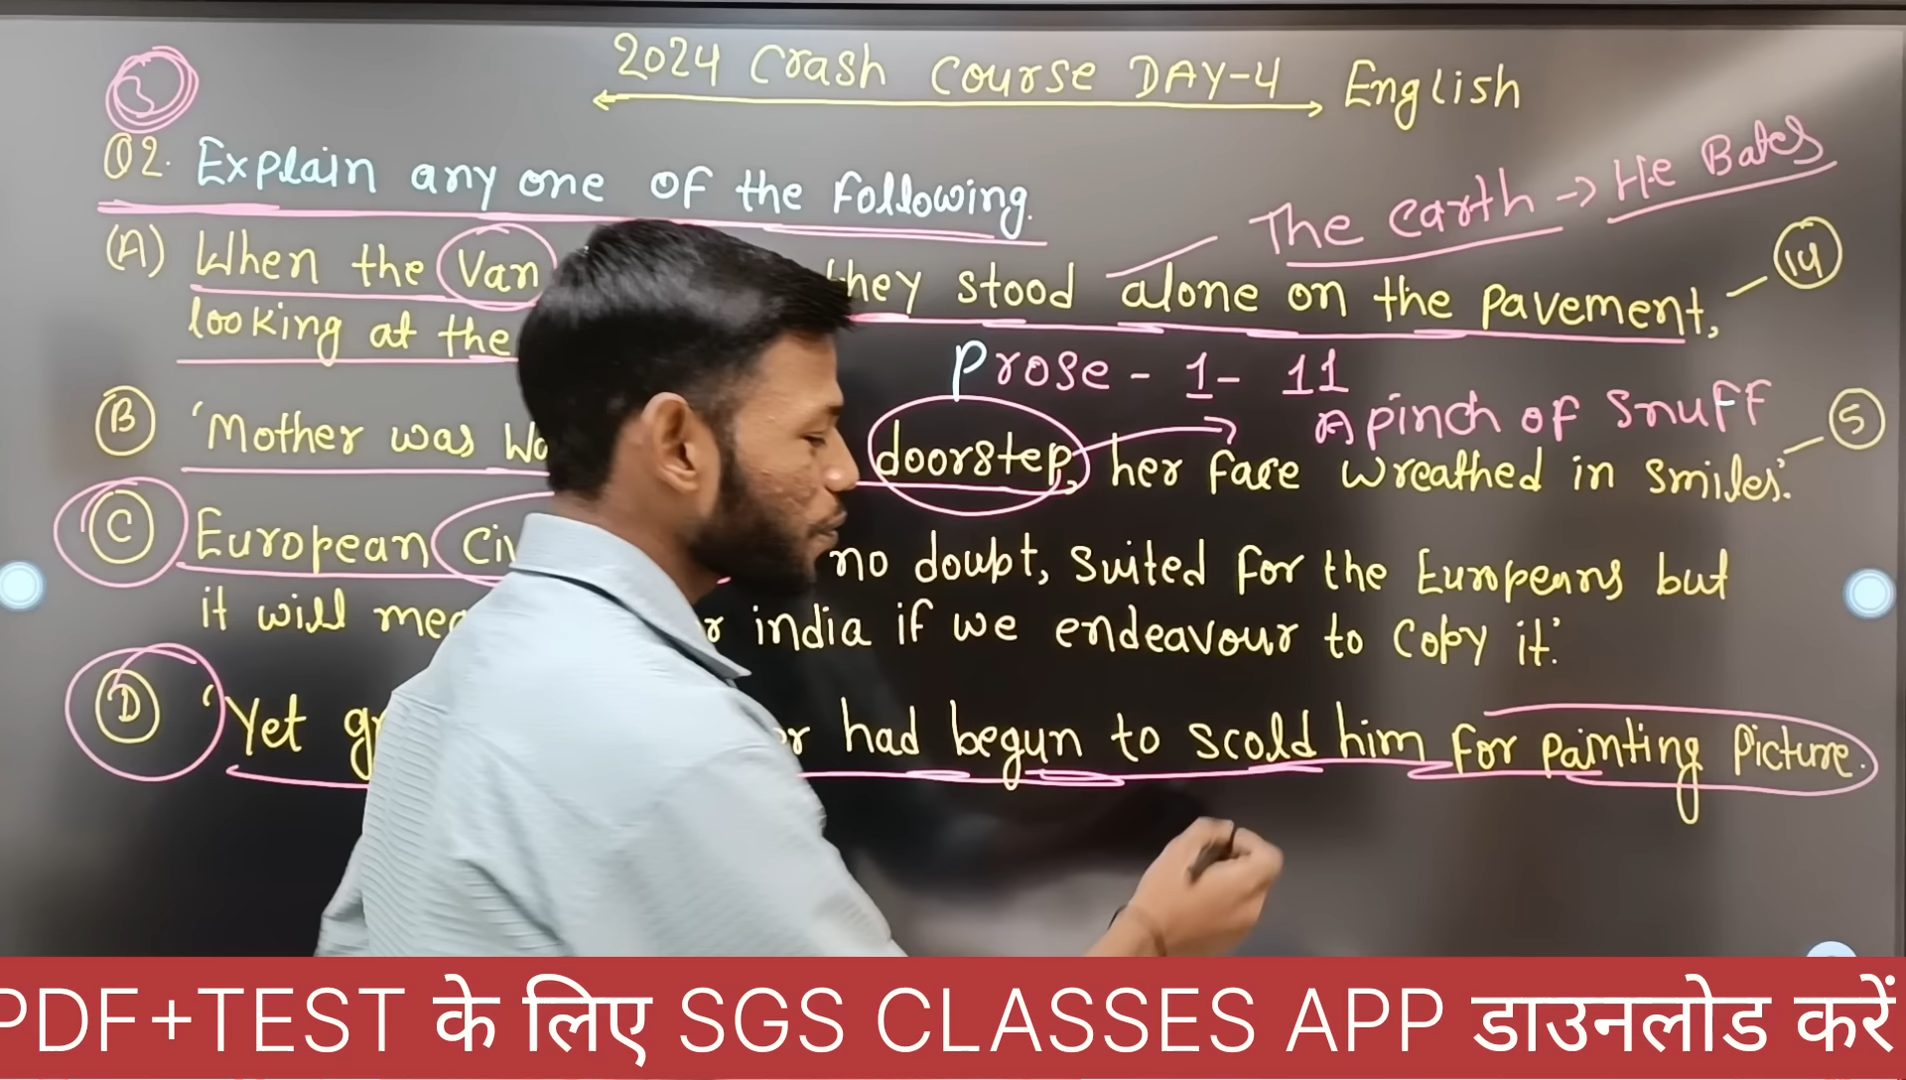 2024 Crash Course DAY-4 English
Q2. Explain any one of the Following.
The earth → H.e Bates
(A) When the Van they stood alone on the pavement, 14
looking at the
Prose - 1 - 11
A pinch of Snuff
B 'Mother was doorstep, her face wreathed in smiles.' 5
C European no doubt, suited for the Europeans but
it will india if we endeavour to Copy it.'
D 'Yet had begun to scold him for painting Picture.
PDF+TEST के लिए SGS CLASSES APP डाउनलोड करें